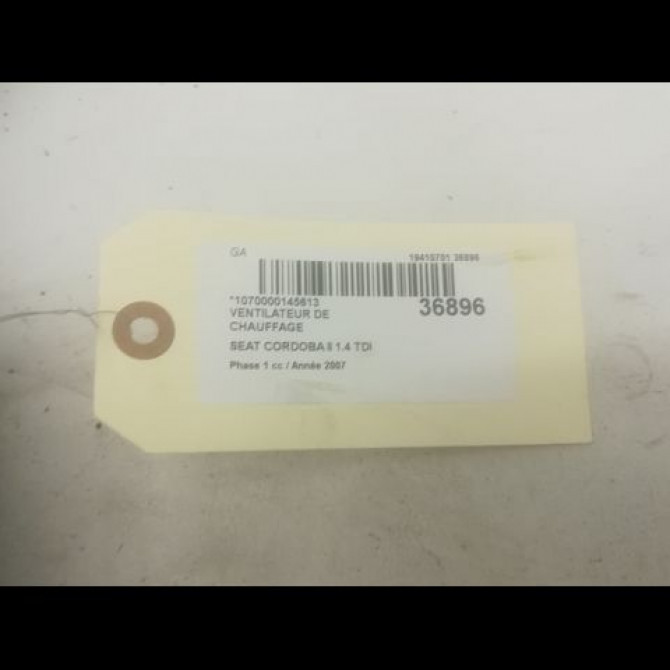 GA
19410701 36896
*1070000145613
36896
VENTILATEUR DE
CHAUFFAGE
SEAT CORDOBA II 1.4 TDI
Phase 1 cc / Année 2007